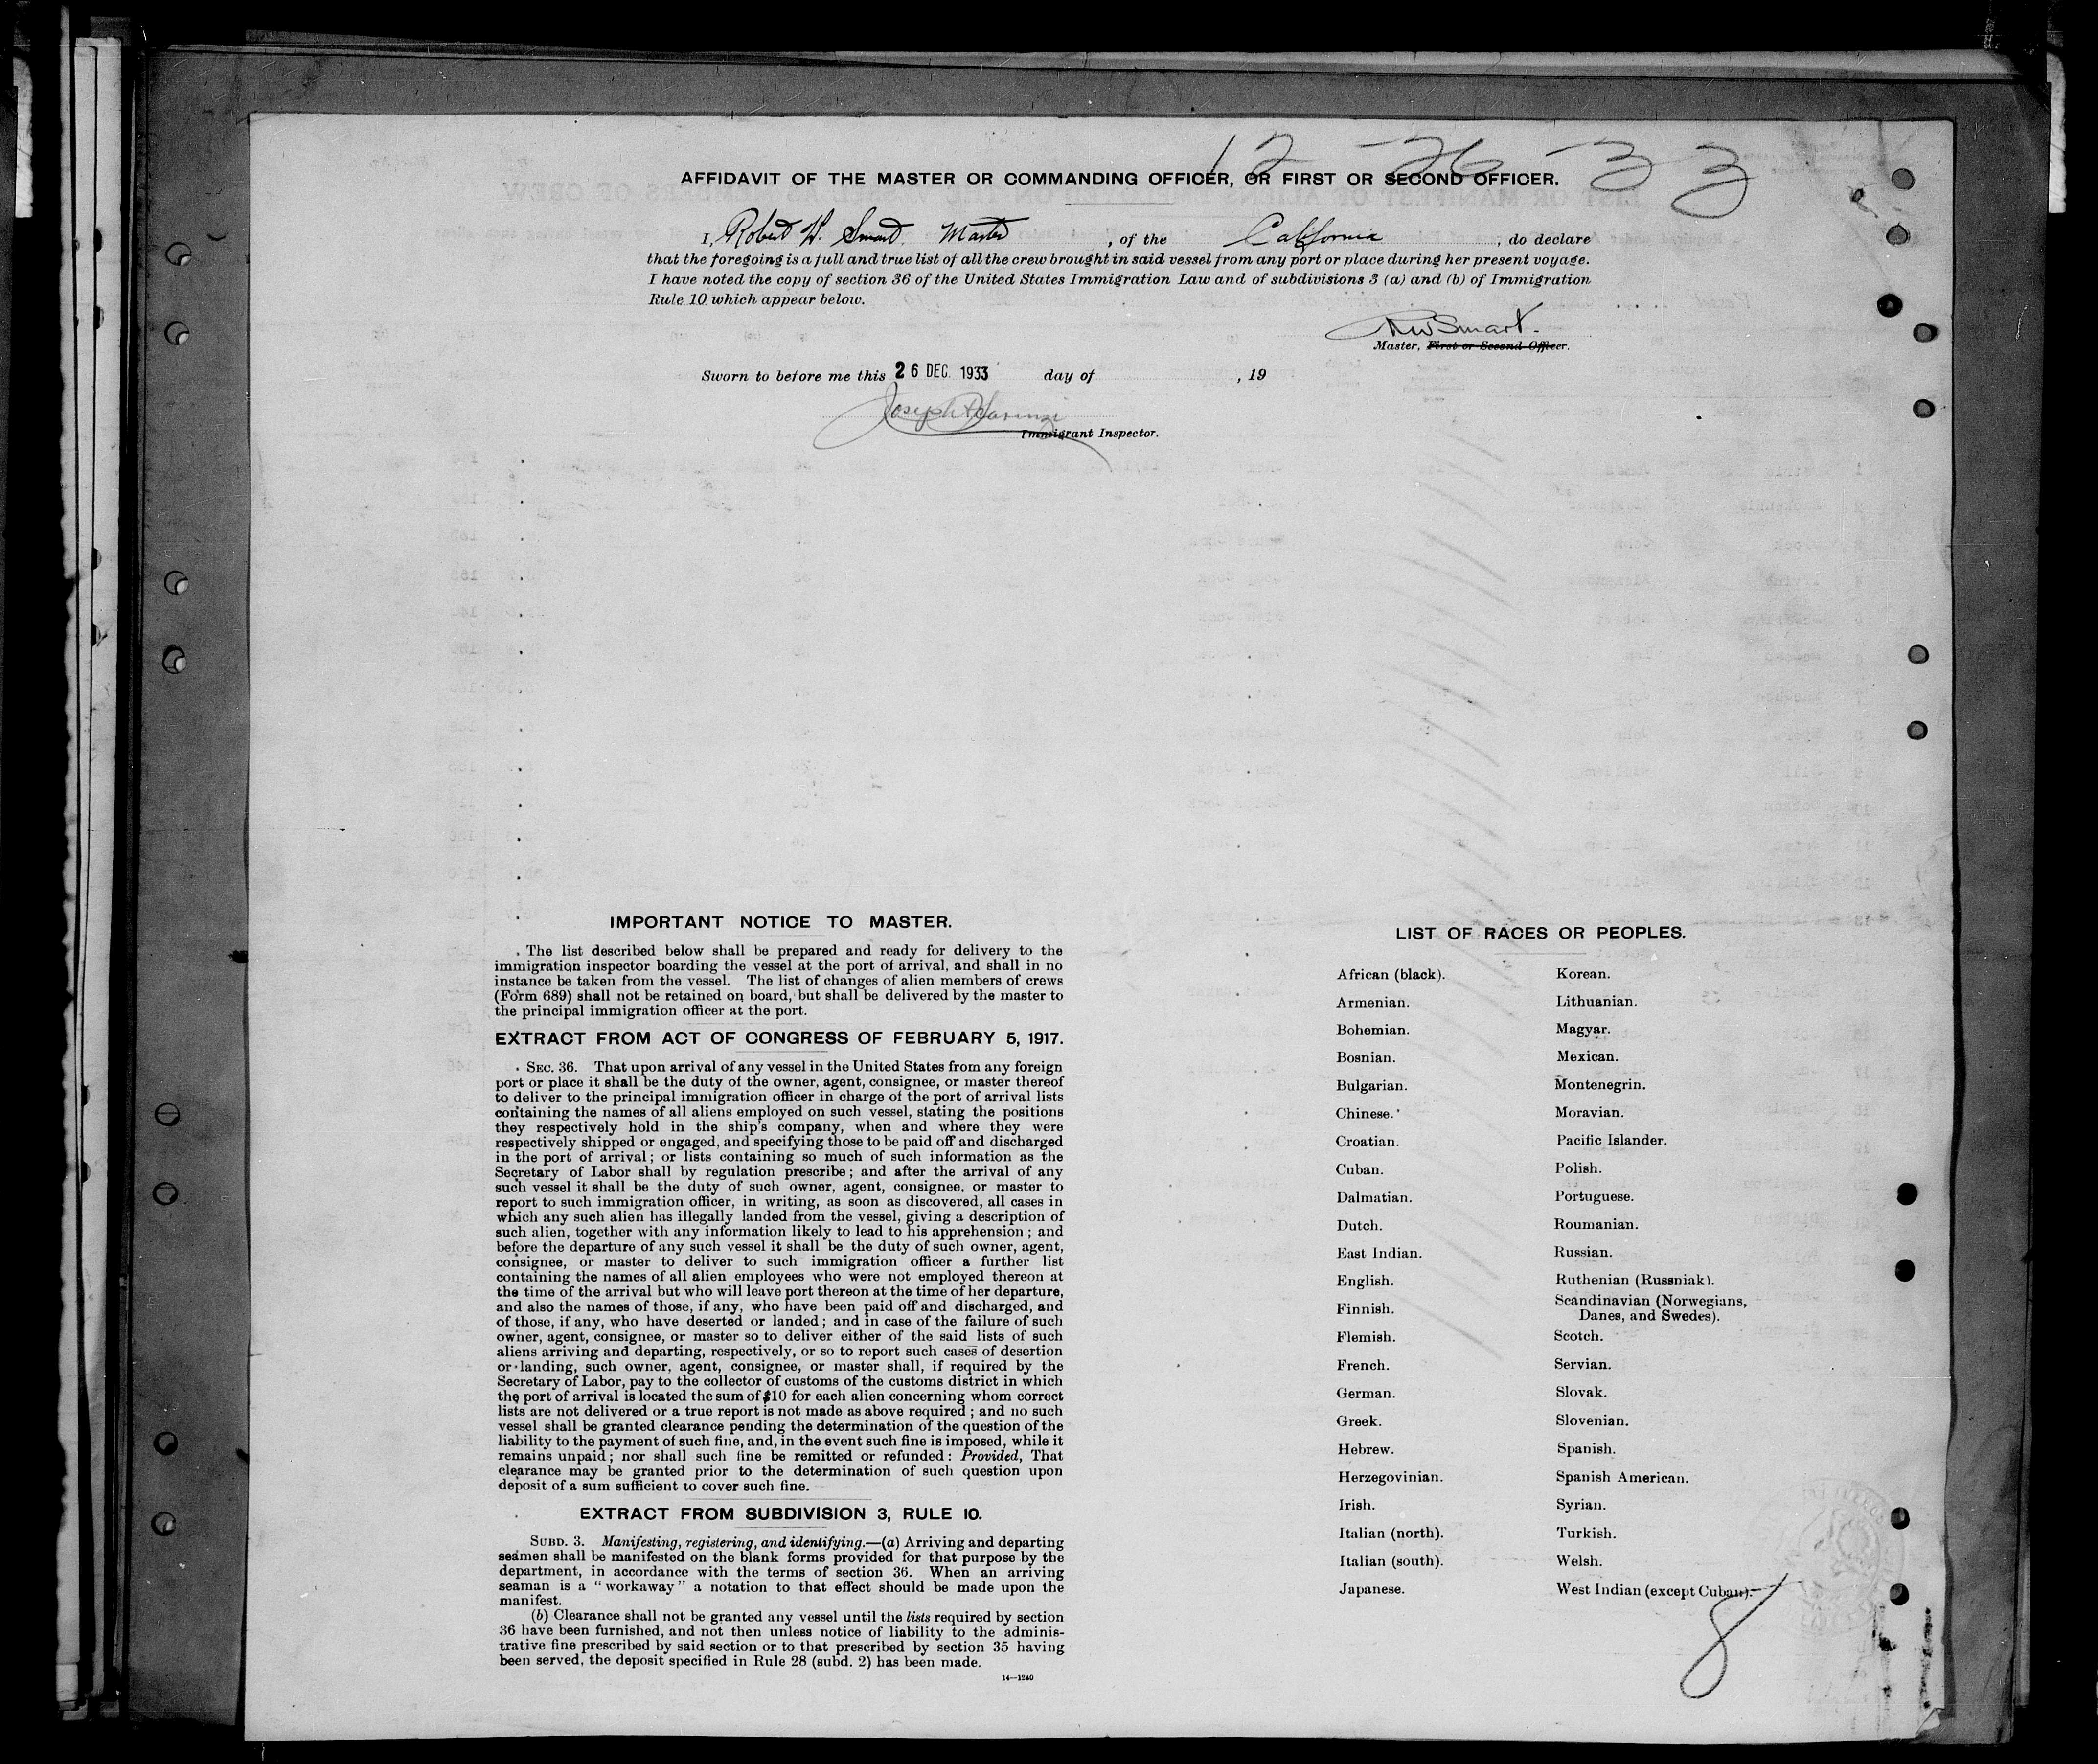 12-26-33
AFFIDAVIT OF THE MASTER OR COMMANDING OFFICER, OR FIRST OR SECOND OFFICER.
I, Robert W. Smart, Master, of the California, do declare
that the foregoing is a full and true list of all the crew brought in said vessel from any port or place during her present voyage.
I have noted the copy of section 36 of the United States Immigration Law and of subdivisions 3 (a) and (b) of Immigration
Rule 10 which appear below.
RW Smart.
Master, First or Second Officer.
Sworn to before me this 26 DEC. 1933 day of , 19
Joseph
Immigrant Inspector.
IMPORTANT NOTICE TO MASTER.
The list described below shall be prepared and ready for delivery to the
immigration inspector boarding the vessel at the port of arrival, and shall in no
instance be taken from the vessel. The list of changes of alien members of crews
(Form 689) shall not be retained on board, but shall be delivered by the master to
the principal immigration officer at the port.
EXTRACT FROM ACT OF CONGRESS OF FEBRUARY 5, 1917.
SEC. 36. That upon arrival of any vessel in the United States from any foreign
port or place it shall be the duty of the owner, agent, consignee, or master thereof
to deliver to the principal immigration officer in charge of the port of arrival lists
containing the names of all aliens employed on such vessel, stating the positions
they respectively hold in the ship's company, when and where they were
respectively shipped or engaged, and specifying those to be paid off and discharged
in the port of arrival; or lists containing so much of such information as the
Secretary of Labor shall by regulation prescribe; and after the arrival of any
such vessel it shall be the duty of such owner, agent, consignee, or master to
report to such immigration officer, in writing, as soon as discovered, all cases in
which any such alien has illegally landed from the vessel, giving a description of
such alien, together with any information likely to lead to his apprehension; and
before the departure of any such vessel it shall be the duty of such owner, agent,
consignee, or master to deliver to such immigration officer a further list
containing the names of all alien employees who were not employed thereon at
the time of the arrival but who will leave port thereon at the time of her departure,
and also the names of those, if any, who have been paid off and discharged, and
of those, if any, who have deserted or landed; and in case of the failure of such
owner, agent, consignee, or master so to deliver either of the said lists of such
aliens arriving and departing, respectively, or so to report such cases of desertion
or landing, such owner, agent, consignee, or master shall, if required by the
Secretary of Labor, pay to the collector of customs of the customs district in which
the port of arrival is located the sum of $10 for each alien concerning whom correct
lists are not delivered or a true report is not made as above required; and no such
vessel shall be granted clearance pending the determination of the question of the
liability to the payment of such fine, and, in the event such fine is imposed, while it
remains unpaid; nor shall such fine be remitted or refunded: Provided, That
clearance may be granted prior to the determination of such question upon
deposit of a sum sufficient to cover such fine.
EXTRACT FROM SUBDIVISION 3, RULE 10.
SUBD. 3. Manifesting, registering, and identifying.—(a) Arriving and departing
seamen shall be manifested on the blank forms provided for that purpose by the
department, in accordance with the terms of section 36. When an arriving
seaman is a "workaway" a notation to that effect should be made upon the
manifest.
(b) Clearance shall not be granted any vessel until the lists required by section
36 have been furnished, and not then unless notice of liability to the adminis-
trative fine prescribed by said section or to that prescribed by section 35 having
been served, the deposit specified in Rule 28 (subd. 2) has been made.
14—1240
LIST OF RACES OR PEOPLES.
African (black).
Armenian.
Bohemian.
Bosnian.
Bulgarian.
Chinese.
Croatian.
Cuban.
Dalmatian.
Dutch.
East Indian.
English.
Finnish.
Flemish.
French.
German.
Greek.
Hebrew.
Herzegovinian.
Irish.
Italian (north).
Italian (south).
Japanese.
Korean.
Lithuanian.
Magyar.
Mexican.
Montenegrin.
Moravian.
Pacific Islander.
Polish.
Portuguese.
Roumanian.
Russian.
Ruthenian (Russniak).
Scandinavian (Norwegians,
Danes, and Swedes).
Scotch.
Servian.
Slovak.
Slovenian.
Spanish.
Spanish American.
Syrian.
Turkish.
Welsh.
West Indian (except Cuban).
8